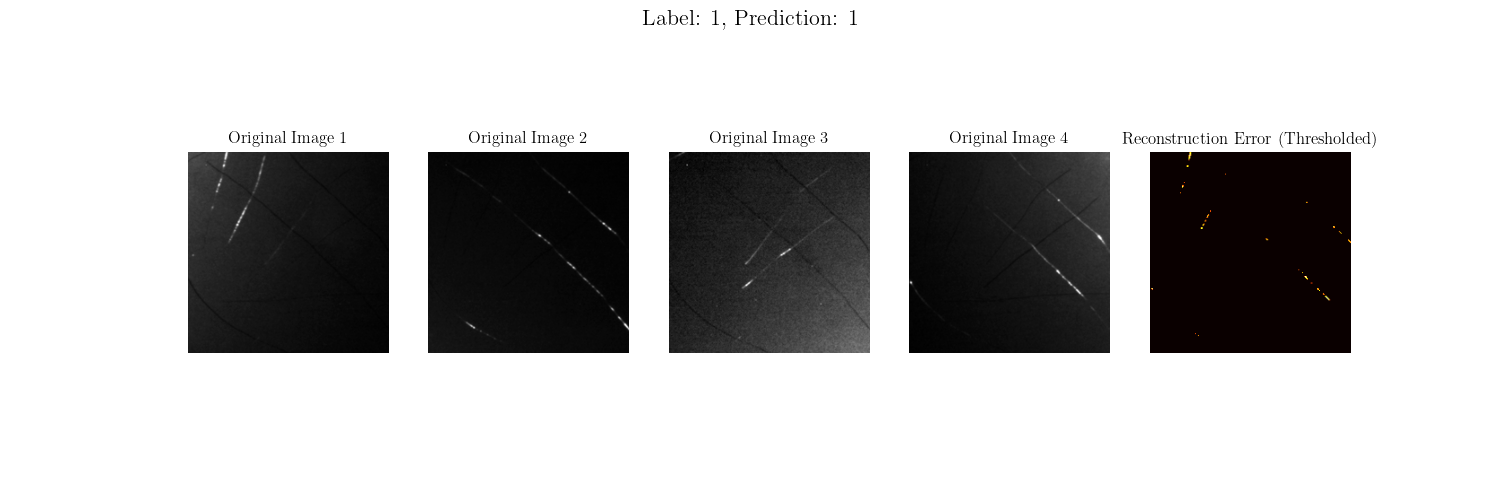 Label: 1, Prediction: 1
Original Image 1
Original Image 2
Original Image 3
Original Image 4
Reconstruction Error (Thresholded)